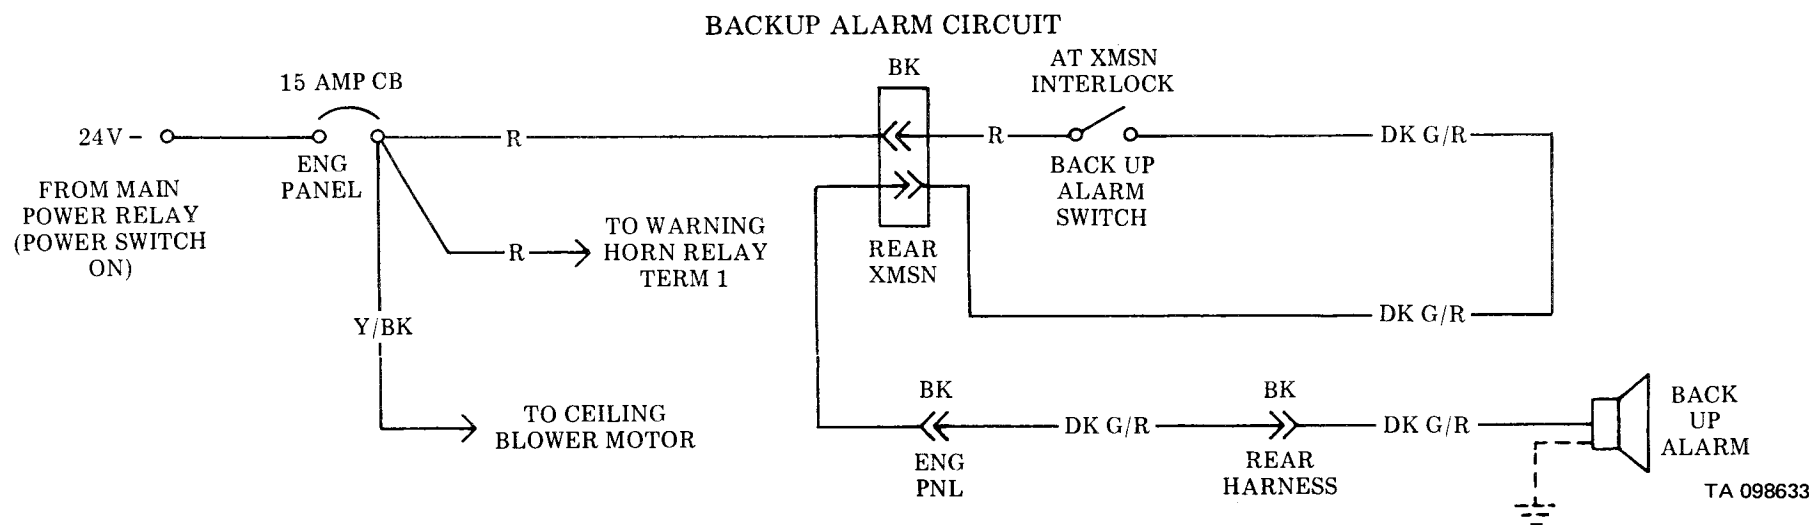 BACKUP ALARM CIRCUIT
15 AMP CB
BK
AT XMSN
INTERLOCK
24V –
R
R
DK G/R
ENG
PANEL
BACK UP
ALARM
SWITCH
FROM MAIN
POWER RELAY
(POWER SWITCH
ON)
R
TO WARNING
HORN RELAY
TERM 1
REAR
XMSN
Y/BK
DK G/R
TO CEILING
BLOWER MOTOR
BK
DK G/R
BK
DK G/R
BACK
UP
ALARM
ENG
PNL
REAR
HARNESS
TA 098633